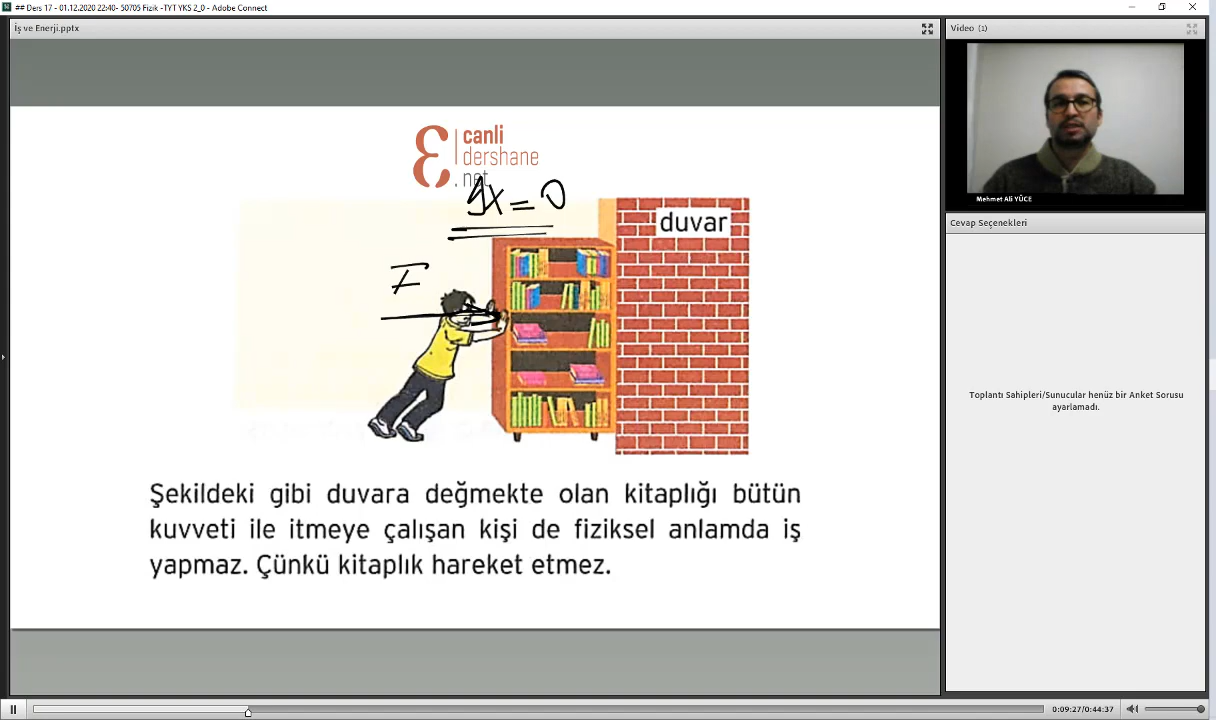 ## Ders 17 - 01.12.2020 22:40- 50705 Fizik -TYT YKS 2_0 - Adobe Connect
İş ve Enerji.pptx
Video (1)
canli
dershane
.net
Δx = 0
duvar
F
Mehmet Ali YÜCE
Cevap Seçenekleri
Şekildeki gibi duvara değmekte olan kitaplığı bütün
kuvveti ile itmeye çalışan kişi de fiziksel anlamda iş
yapmaz. Çünkü kitaplık hareket etmez.
Toplantı Sahipleri/Sunucular henüz bir Anket Sorusu
ayarlamadı.
0:09:27/0:44:37